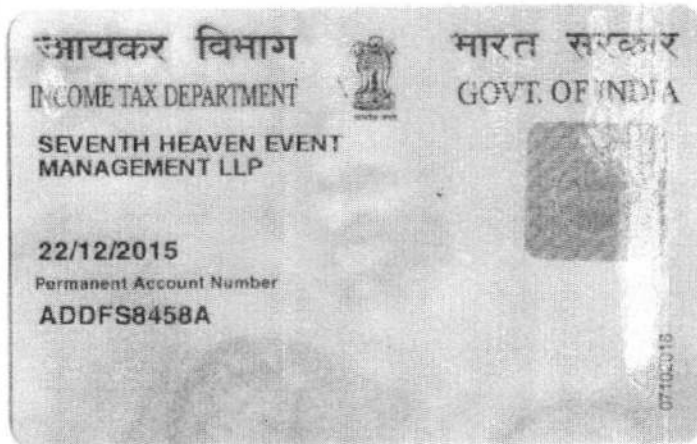 आयकर विभाग
भारत सरकार
INCOME TAX DEPARTMENT
GOVT. OF INDIA
SEVENTH HEAVEN EVENT
MANAGEMENT LLP
22/12/2015
Permanent Account Number
ADDFS8458A